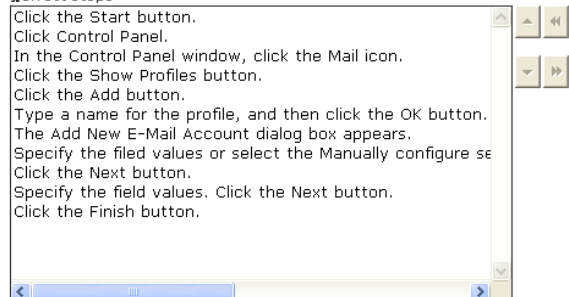 Click the Start button.
Click Control Panel.
In the Control Panel window, click the Mail icon.
Click the Show Profiles button.
Click the Add button.
Type a name for the profile, and then click the OK button.
The Add New E-Mail Account dialog box appears.
Specify the filed values or select the Manually configure se
Click the Next button.
Specify the field values. Click the Next button.
Click the Finish button.